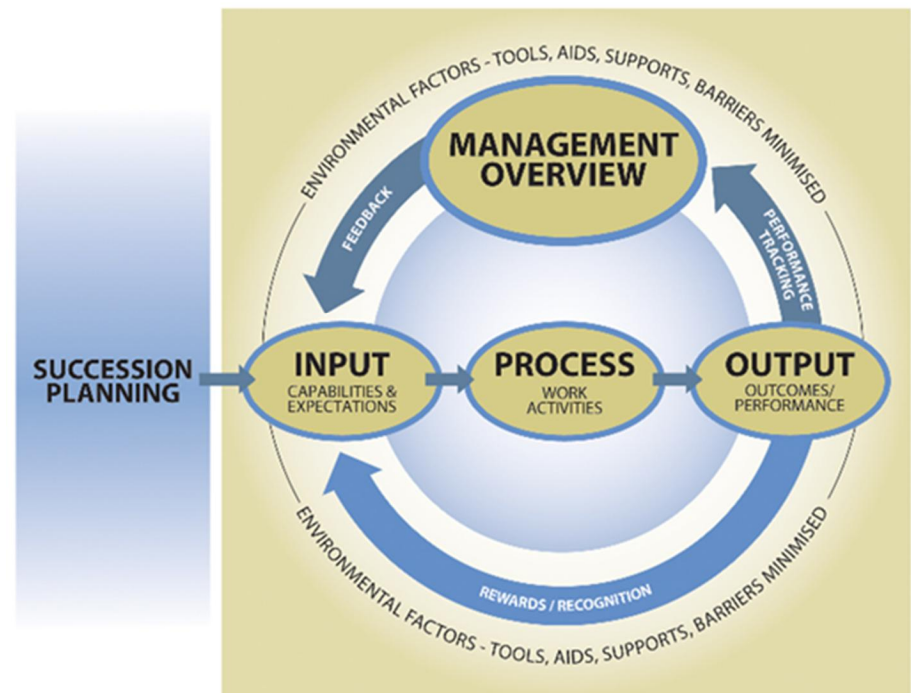 ENVIRONMENTAL FACTORS - TOOLS, AIDS, SUPPORTS, BARRIERS MINIMISED
MANAGEMENT
OVERVIEW
FEEDBACK
PERFORMANCE
TRACKING
SUCCESSION
PLANNING
INPUT
CAPABILITIES &
EXPECTATIONS
PROCESS
WORK
ACTIVITIES
OUTPUT
OUTCOMES/
PERFORMANCE
REWARDS / RECOGNITION
ENVIRONMENTAL FACTORS - TOOLS, AIDS, SUPPORTS, BARRIERS MINIMISED